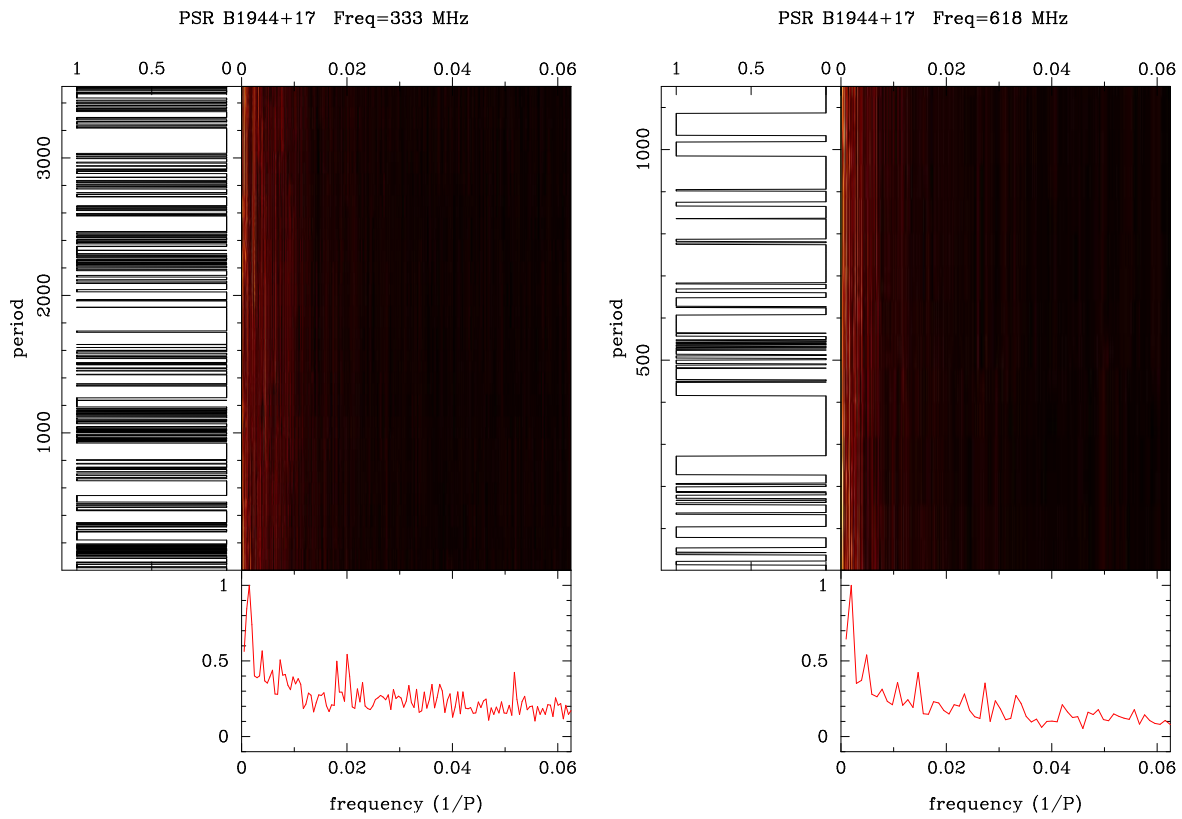 PSR B1944+17 Freq=333 MHz
1 0.5 0 0 0.02 0.04 0.06
3000
2000
1000
period
1
0.5
0
0 0.02 0.04 0.06
frequency (1/P)
PSR B1944+17 Freq=618 MHz
1 0.5 0 0 0.02 0.04 0.06
1000
500
period
1
0.5
0
0 0.02 0.04 0.06
frequency (1/P)